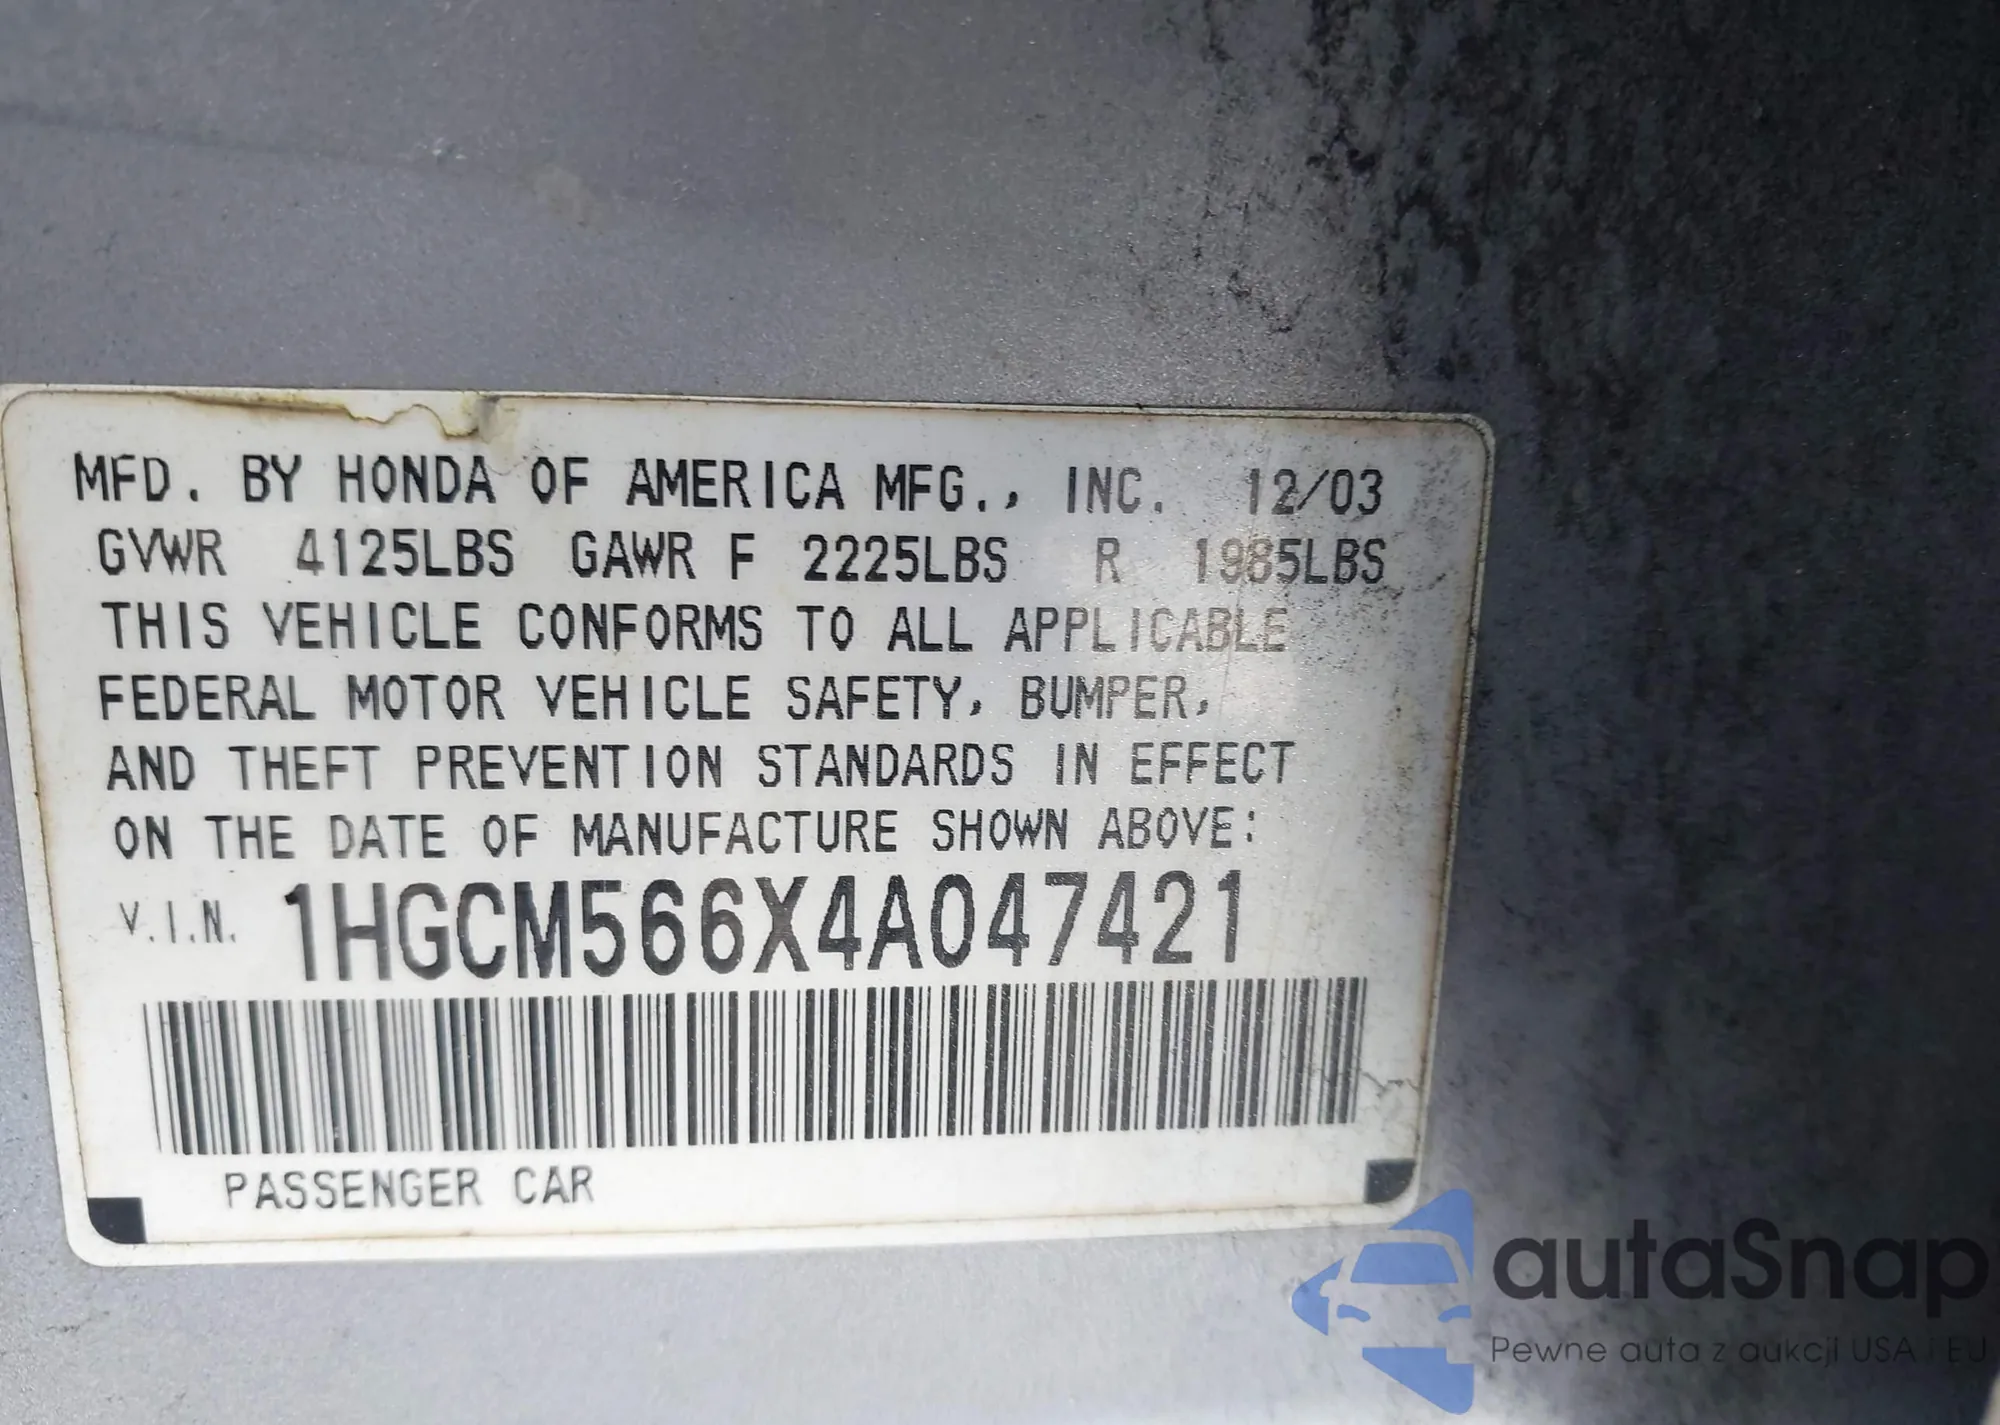 MFD. BY HONDA OF AMERICA MFG., INC. 12/03
GVWR 4125LBS GAWR F 2225LBS R 1985LBS
THIS VEHICLE CONFORMS TO ALL APPLICABLE
FEDERAL MOTOR VEHICLE SAFETY, BUMPER,
AND THEFT PREVENTION STANDARDS IN EFFECT
ON THE DATE OF MANUFACTURE SHOWN ABOVE:
V.I.N. 1HGCM566X4A047421
PASSENGER CAR
autaSnap
Pewne auta z aukcji USA i EU